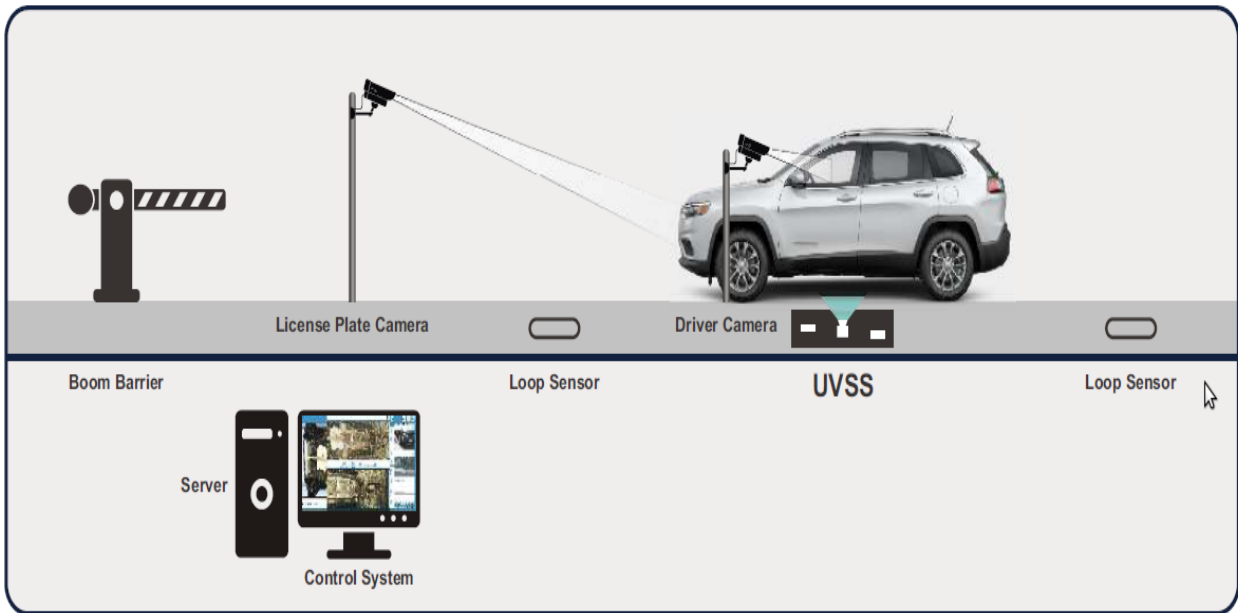 License Plate Camera
Driver Camera
Boom Barrier
Loop Sensor
UVSS
Loop Sensor
Server
Control System